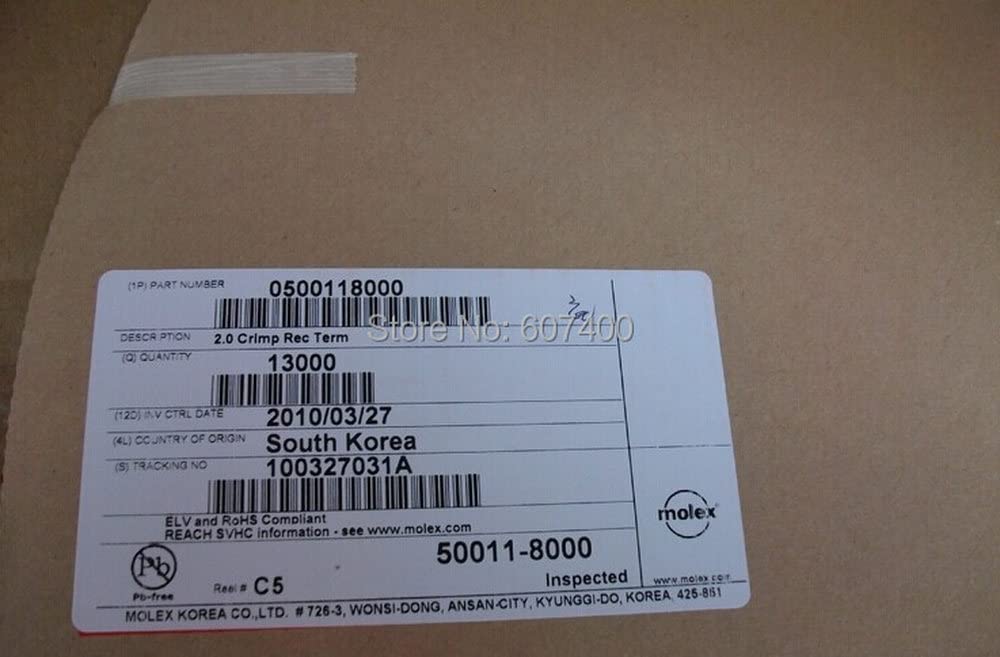 (1P) PART NUMBER 0500118000
Store No: 607400
DESCRIPTION 2.0 Crimp Rec Term
(Q) QUANTITY 13000
(12D) INV CTRL DATE 2010/03/27
(4L) COUNTRY OF ORIGIN South Korea
(S) TRACKING NO 100327031A
ELV and RoHS Compliant
REACH SVHC information - see www.molex.com
molex
50011-8000
Pb
Pb-free
Reel # C5
Inspected
www.molex.com
MOLEX KOREA CO.,LTD. # 726-3, WONSI-DONG, ANSAN-CITY, KYUNGGI-DO, KOREA, 425-851